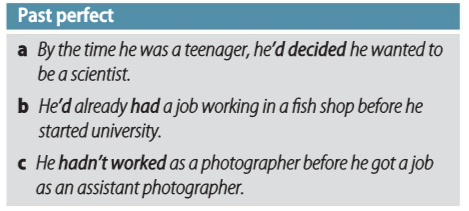 Past perfect
a By the time he was a teenager, he'd decided he wanted to
be a scientist.
b He'd already had a job working in a fish shop before he
started university.
c He hadn't worked as a photographer before he got a job
as an assistant photographer.